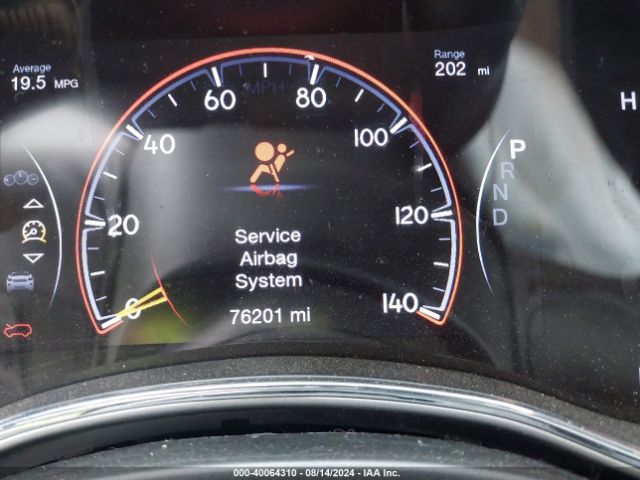 Average
19.5 MPG
Range
202 mi
H
MPH
0
20
40
60
80
100
120
140
P
R
N
D
Service
Airbag
System
76201 mi
000-40064310 - 08/14/2024 - IAA Inc.